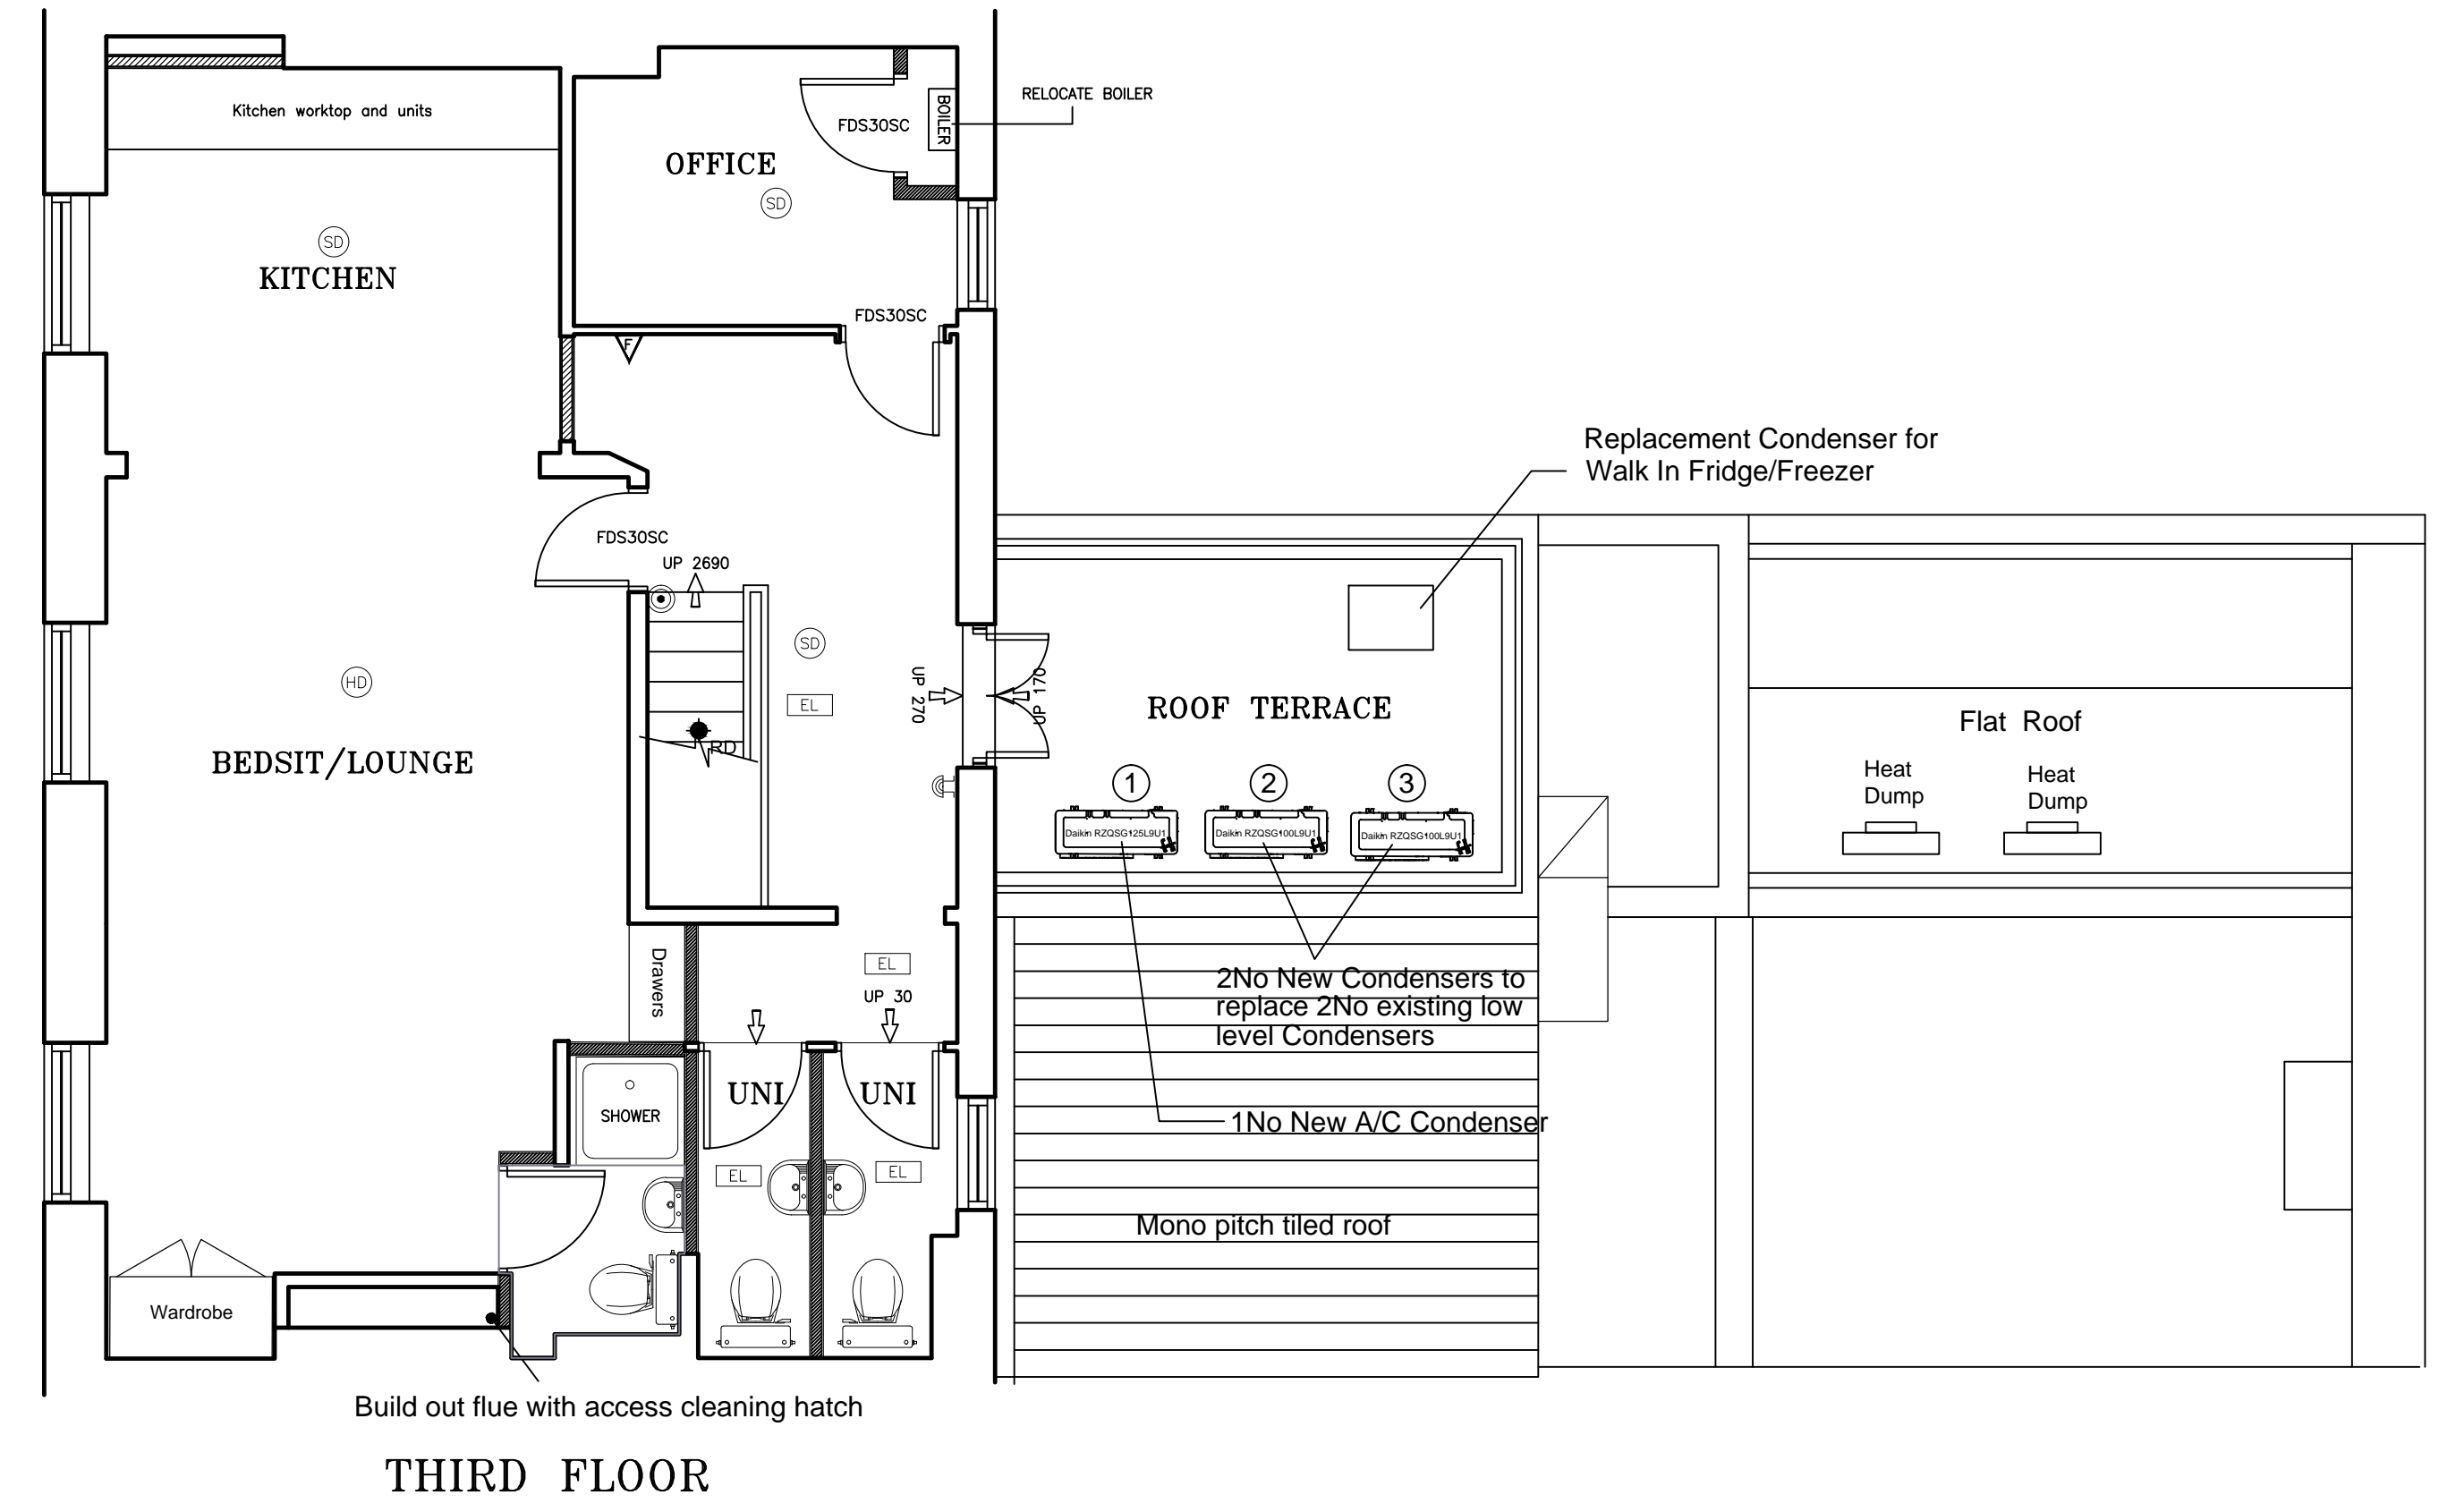 Kitchen worktop and units
RELOCATE BOILER
BOILER
FDS30SC
OFFICE
SD
SD
KITCHEN
FDS30SC
F
Replacement Condenser for
Walk In Fridge/Freezer
FDS30SC
UP 2690
SD
HD
EL
UP 270
UP 170
ROOF TERRACE
Flat Roof
RD
BEDSIT/LOUNGE
Heat
Dump
Heat
Dump
1
2
3
Daikin RZQSG125L9U1
Daikin RZQSG100L9U1
Daikin RZQSG100L9U1
Drawers
EL
UP 30
2No New Condensers to
replace 2No existing low
level Condensers
UNI
UNI
SHOWER
1No New A/C Condenser
EL
EL
Mono pitch tiled roof
Wardrobe
Build out flue with access cleaning hatch
THIRD FLOOR